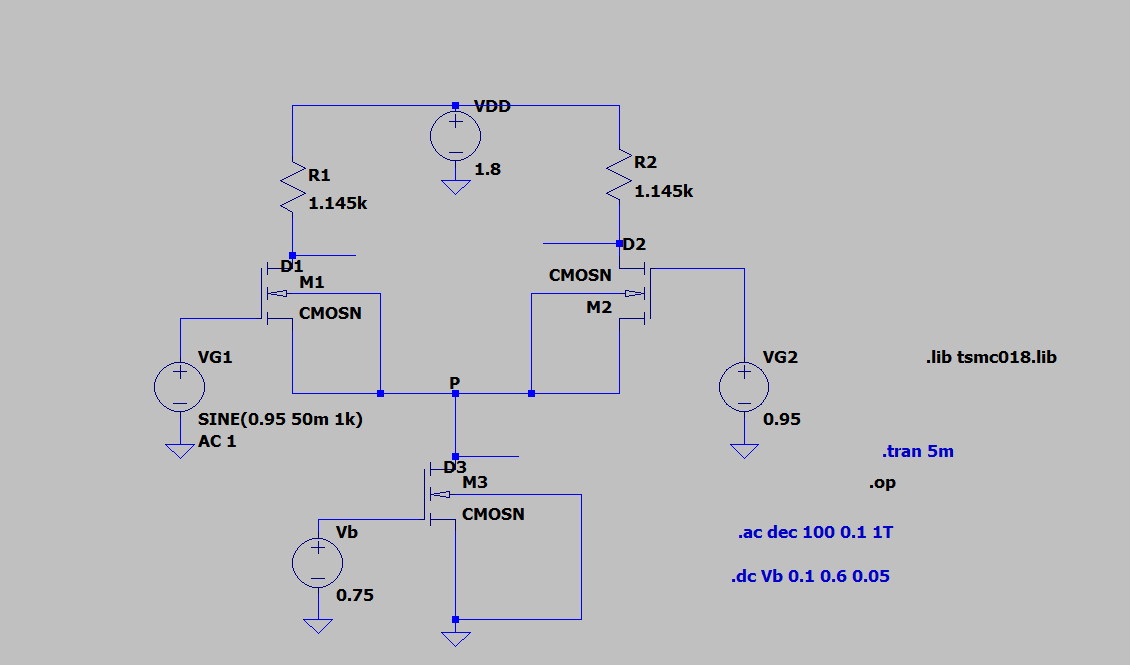 VDD
1.8
R1
1.145k
R2
1.145k
D1
M1
CMOSN
D2
CMOSN
M2
VG1
SINE(0.95 50m 1k)
AC 1
P
VG2
0.95
.lib tsmc018.lib
.tran 5m
.op
D3
M3
CMOSN
Vb
0.75
.ac dec 100 0.1 1T
.dc Vb 0.1 0.6 0.05